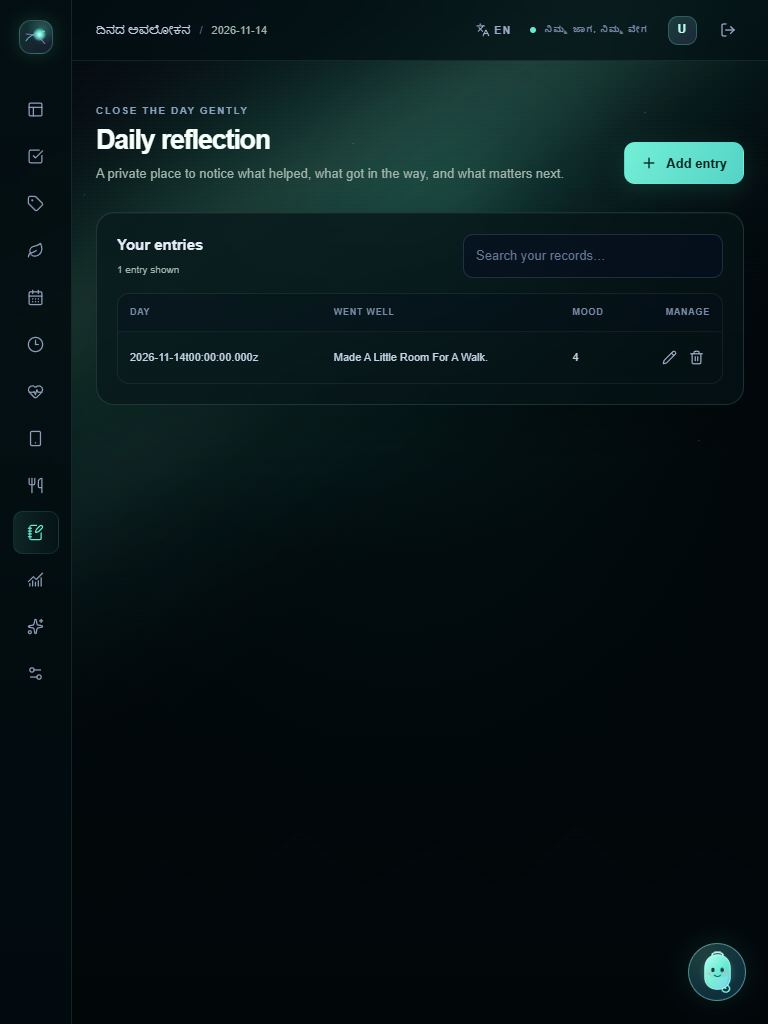 ದಿನದ ಅವಲೋಕನ / 2026-11-14
EN
ನಿಮ್ಮ ಜಾಗ, ನಿಮ್ಮ ವೇಗ
U
CLOSE THE DAY GENTLY
Daily reflection
A private place to notice what helped, what got in the way, and what matters next.
Add entry
Your entries
1 entry shown
Search your records…
DAY WENT WELL MOOD MANAGE
2026-11-14t00:00:00.000z Made A Little Room For A Walk. 4